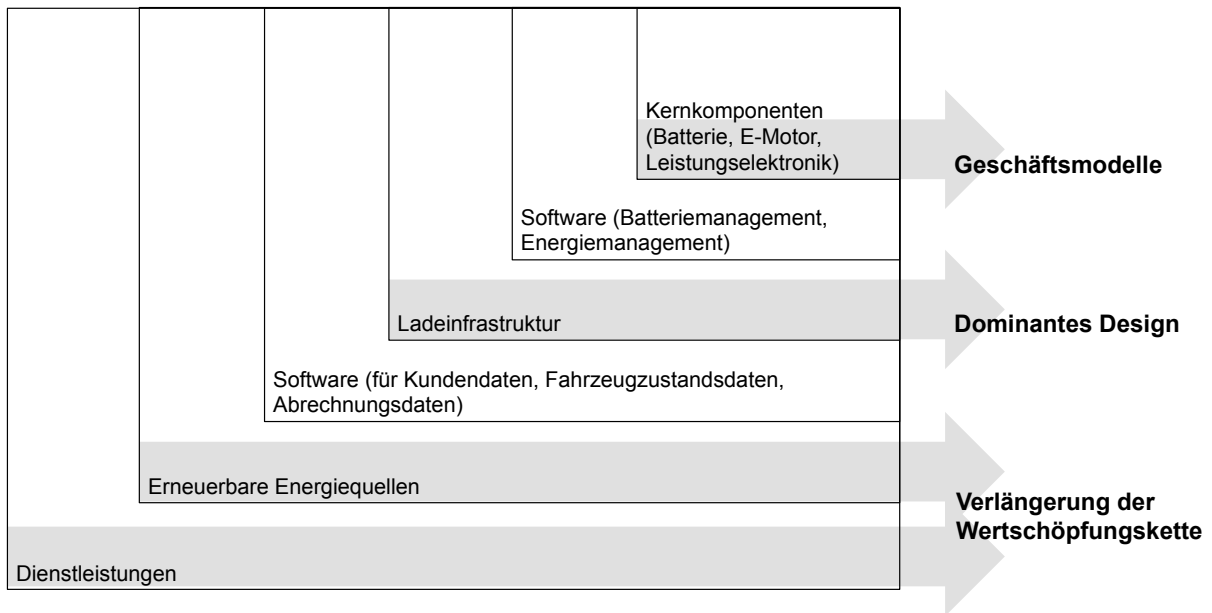 Kernkomponenten
(Batterie, E-Motor,
Leistungselektronik)
Geschäftsmodelle
Software (Batteriemanagement,
Energiemanagement)
Ladeinfrastruktur
Dominantes Design
Software (für Kundendaten, Fahrzeugzustandsdaten,
Abrechnungsdaten)
Erneuerbare Energiequellen
Verlängerung der
Wertschöpfungskette
Dienstleistungen